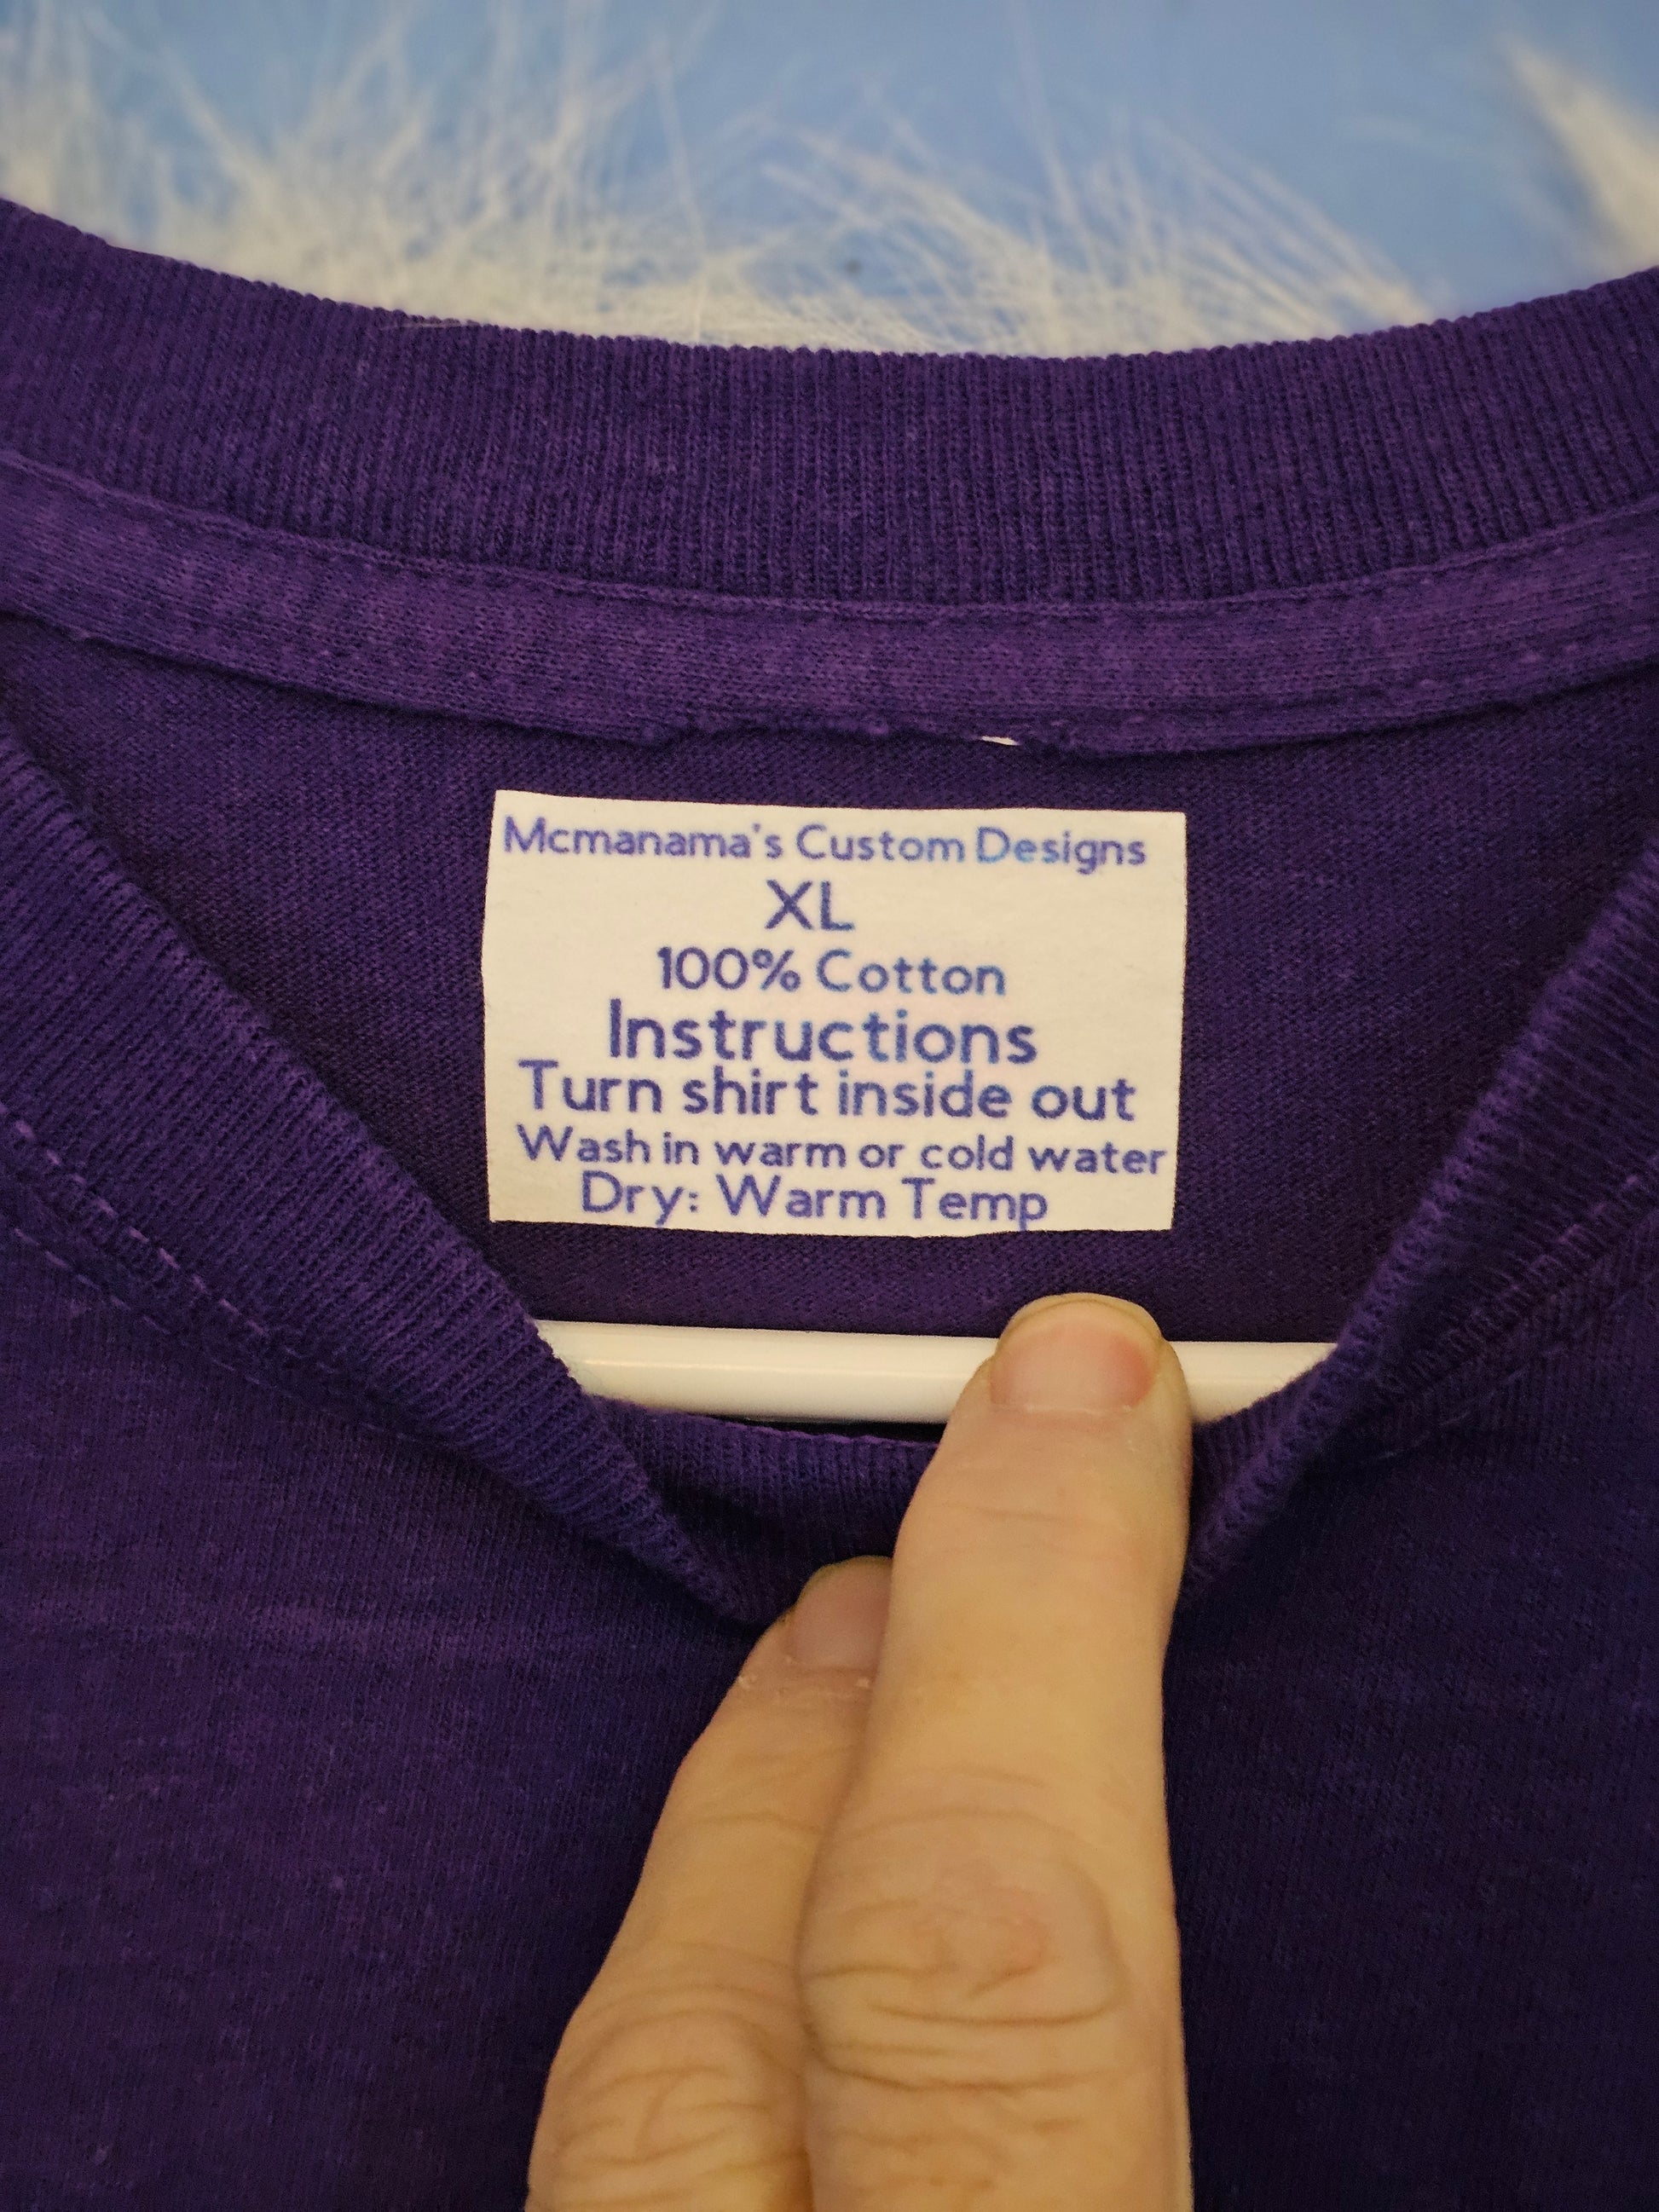 Mcmanama's Custom Designs
XL
100% Cotton
Instructions
Turn shirt inside out
Wash in warm or cold water
Dry: Warm Temp